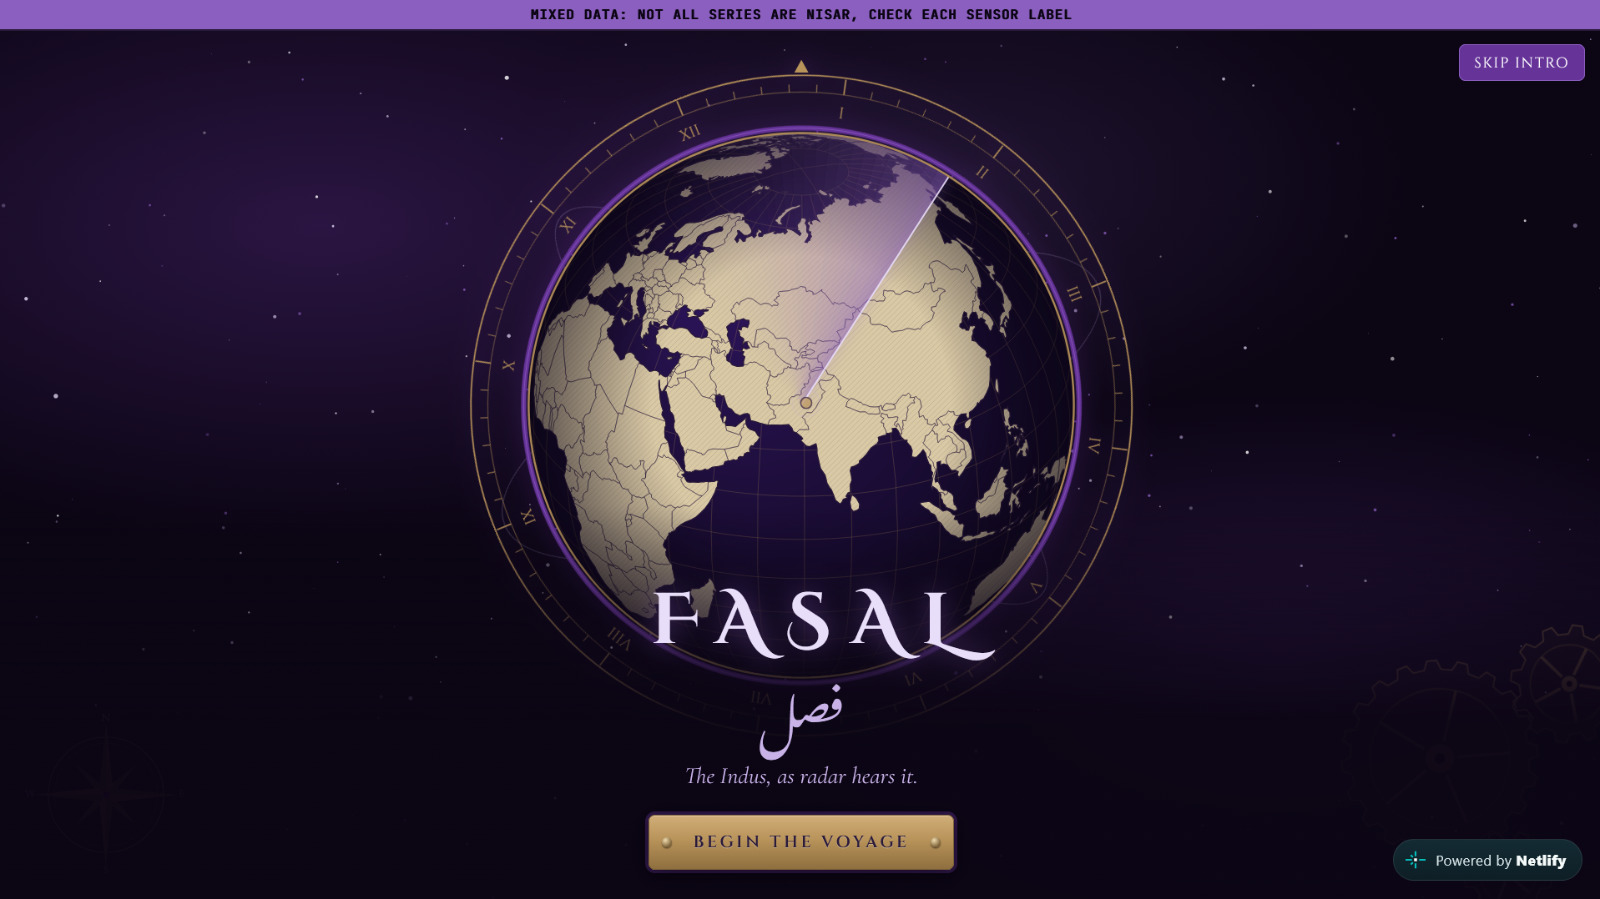 MIXED DATA: NOT ALL SERIES ARE NISAR, CHECK EACH SENSOR LABEL
SKIP INTRO
XII
I
II
XI
III
X
IV
IX
V
VIII
VI
VII
FASAL
فصل
The Indus, as radar hears it.
BEGIN THE VOYAGE
Powered by Netlify